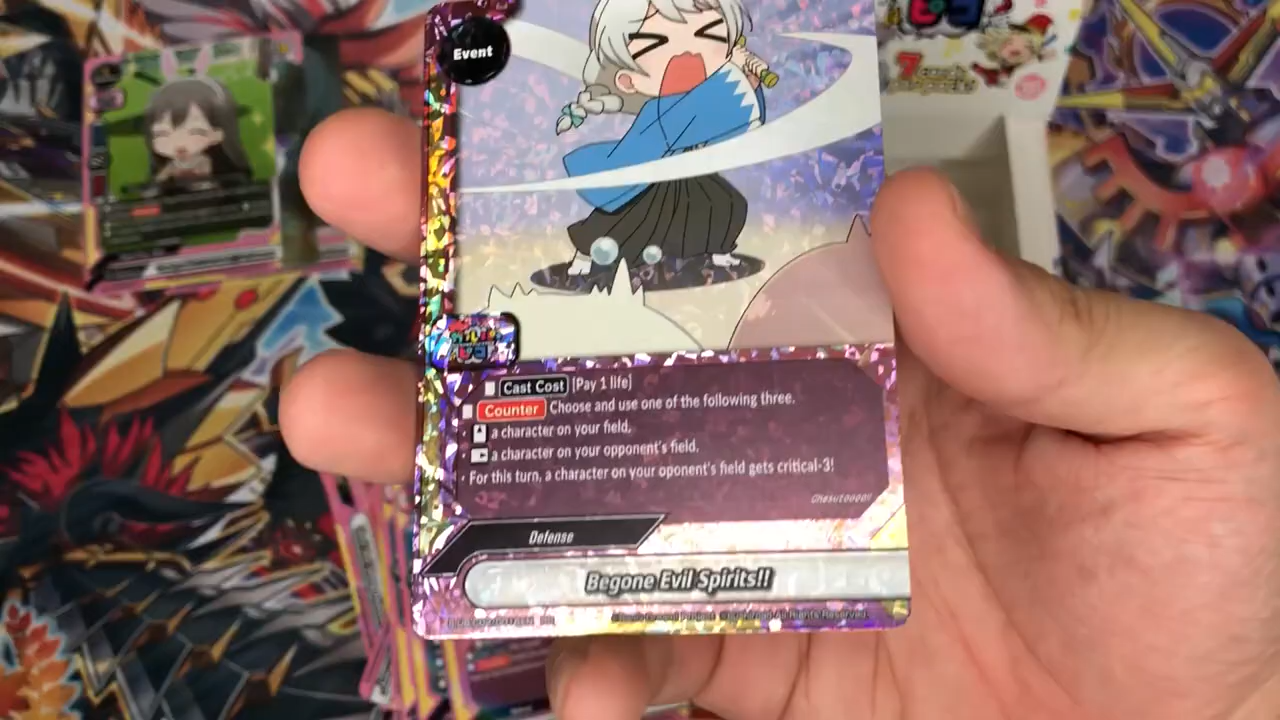 Event
Cast Cost [Pay 1 life]
Counter Choose and use one of the following three.
· a character on your field.
· a character on your opponent's field.
· For this turn, a character on your oponent's field gets critical-3!
Chesutoooo!!
Defense
Begone Evil Spirits!!